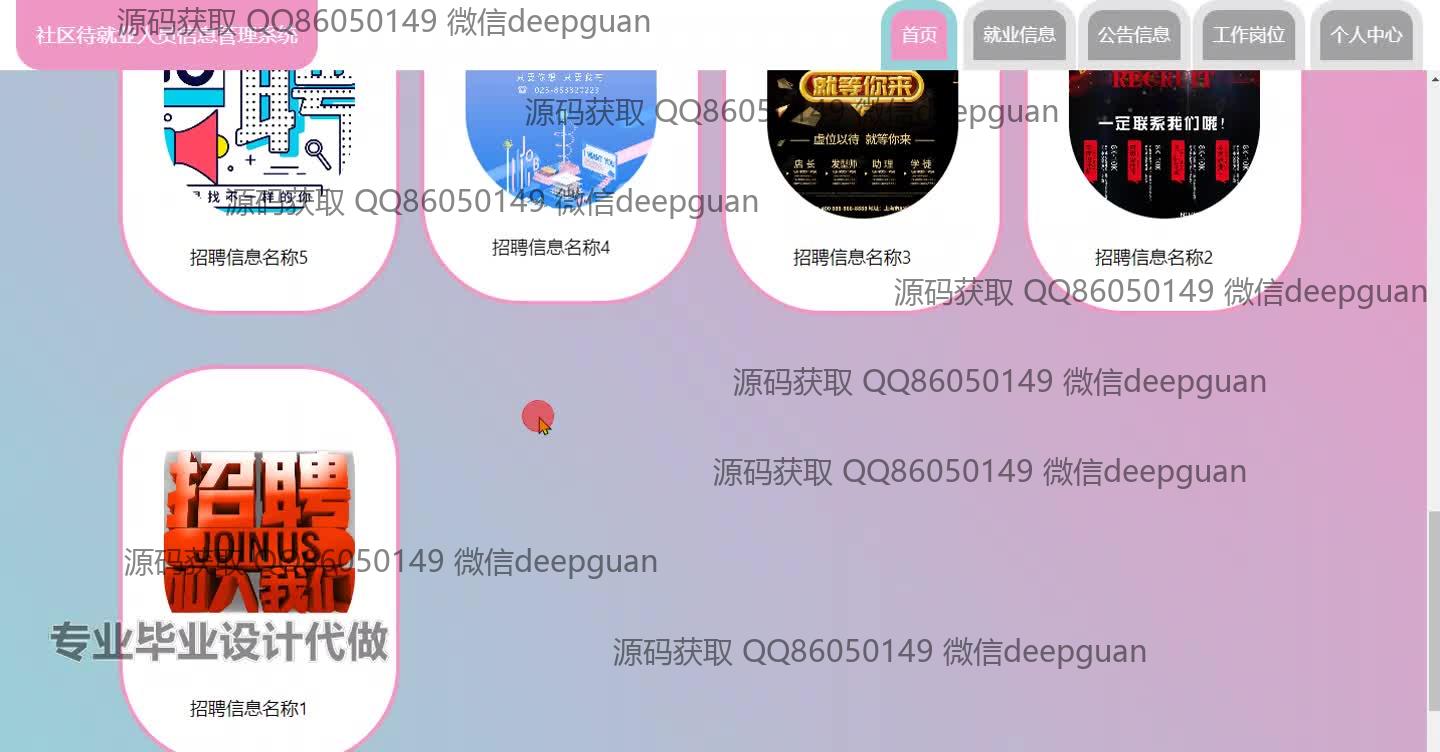 社区待就业人员信息管理系统
源码获取 QQ86050149 微信deepguan
首页
就业信息
公告信息
工作岗位
个人中心
只要你想 只要我有
就等你来
RECRUIT
源码获取 QQ86050149 微信deepguan
一定联系我们哦!
虚位以待 就等你来
店长 发型师 助理 学徒
I WANT YOU
JOB
源码获取 QQ86050149 微信deepguan
招聘信息名称5
招聘信息名称4
招聘信息名称3
招聘信息名称2
源码获取 QQ86050149 微信deepguan
源码获取 QQ86050149 微信deepguan
源码获取 QQ86050149 微信deepguan
招聘
JOIN US
加入我们
源码获取 QQ86050149 微信deepguan
专业毕业设计代做
源码获取 QQ86050149 微信deepguan
招聘信息名称1